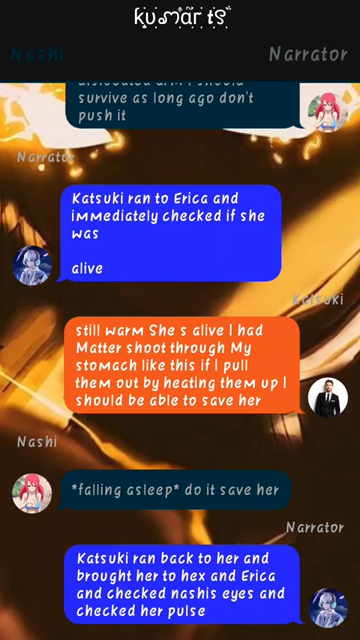 kumar ts
Nashi
Narrator
dislocated arm I should
survive as long ago don't
push it
Narrator
Katsuki ran to Erica and
immediately checked if she
was
alive
Katsuki
still warm She s alive I had
Matter shoot through My
stomach like this if I pull
them out by heating them up I
should be able to save her
Nashi
*falling asleep* do it save her
Narrator
Katsuki ran back to her and
brought her to hex and Erica
and checked nashis eyes and
checked her pulse